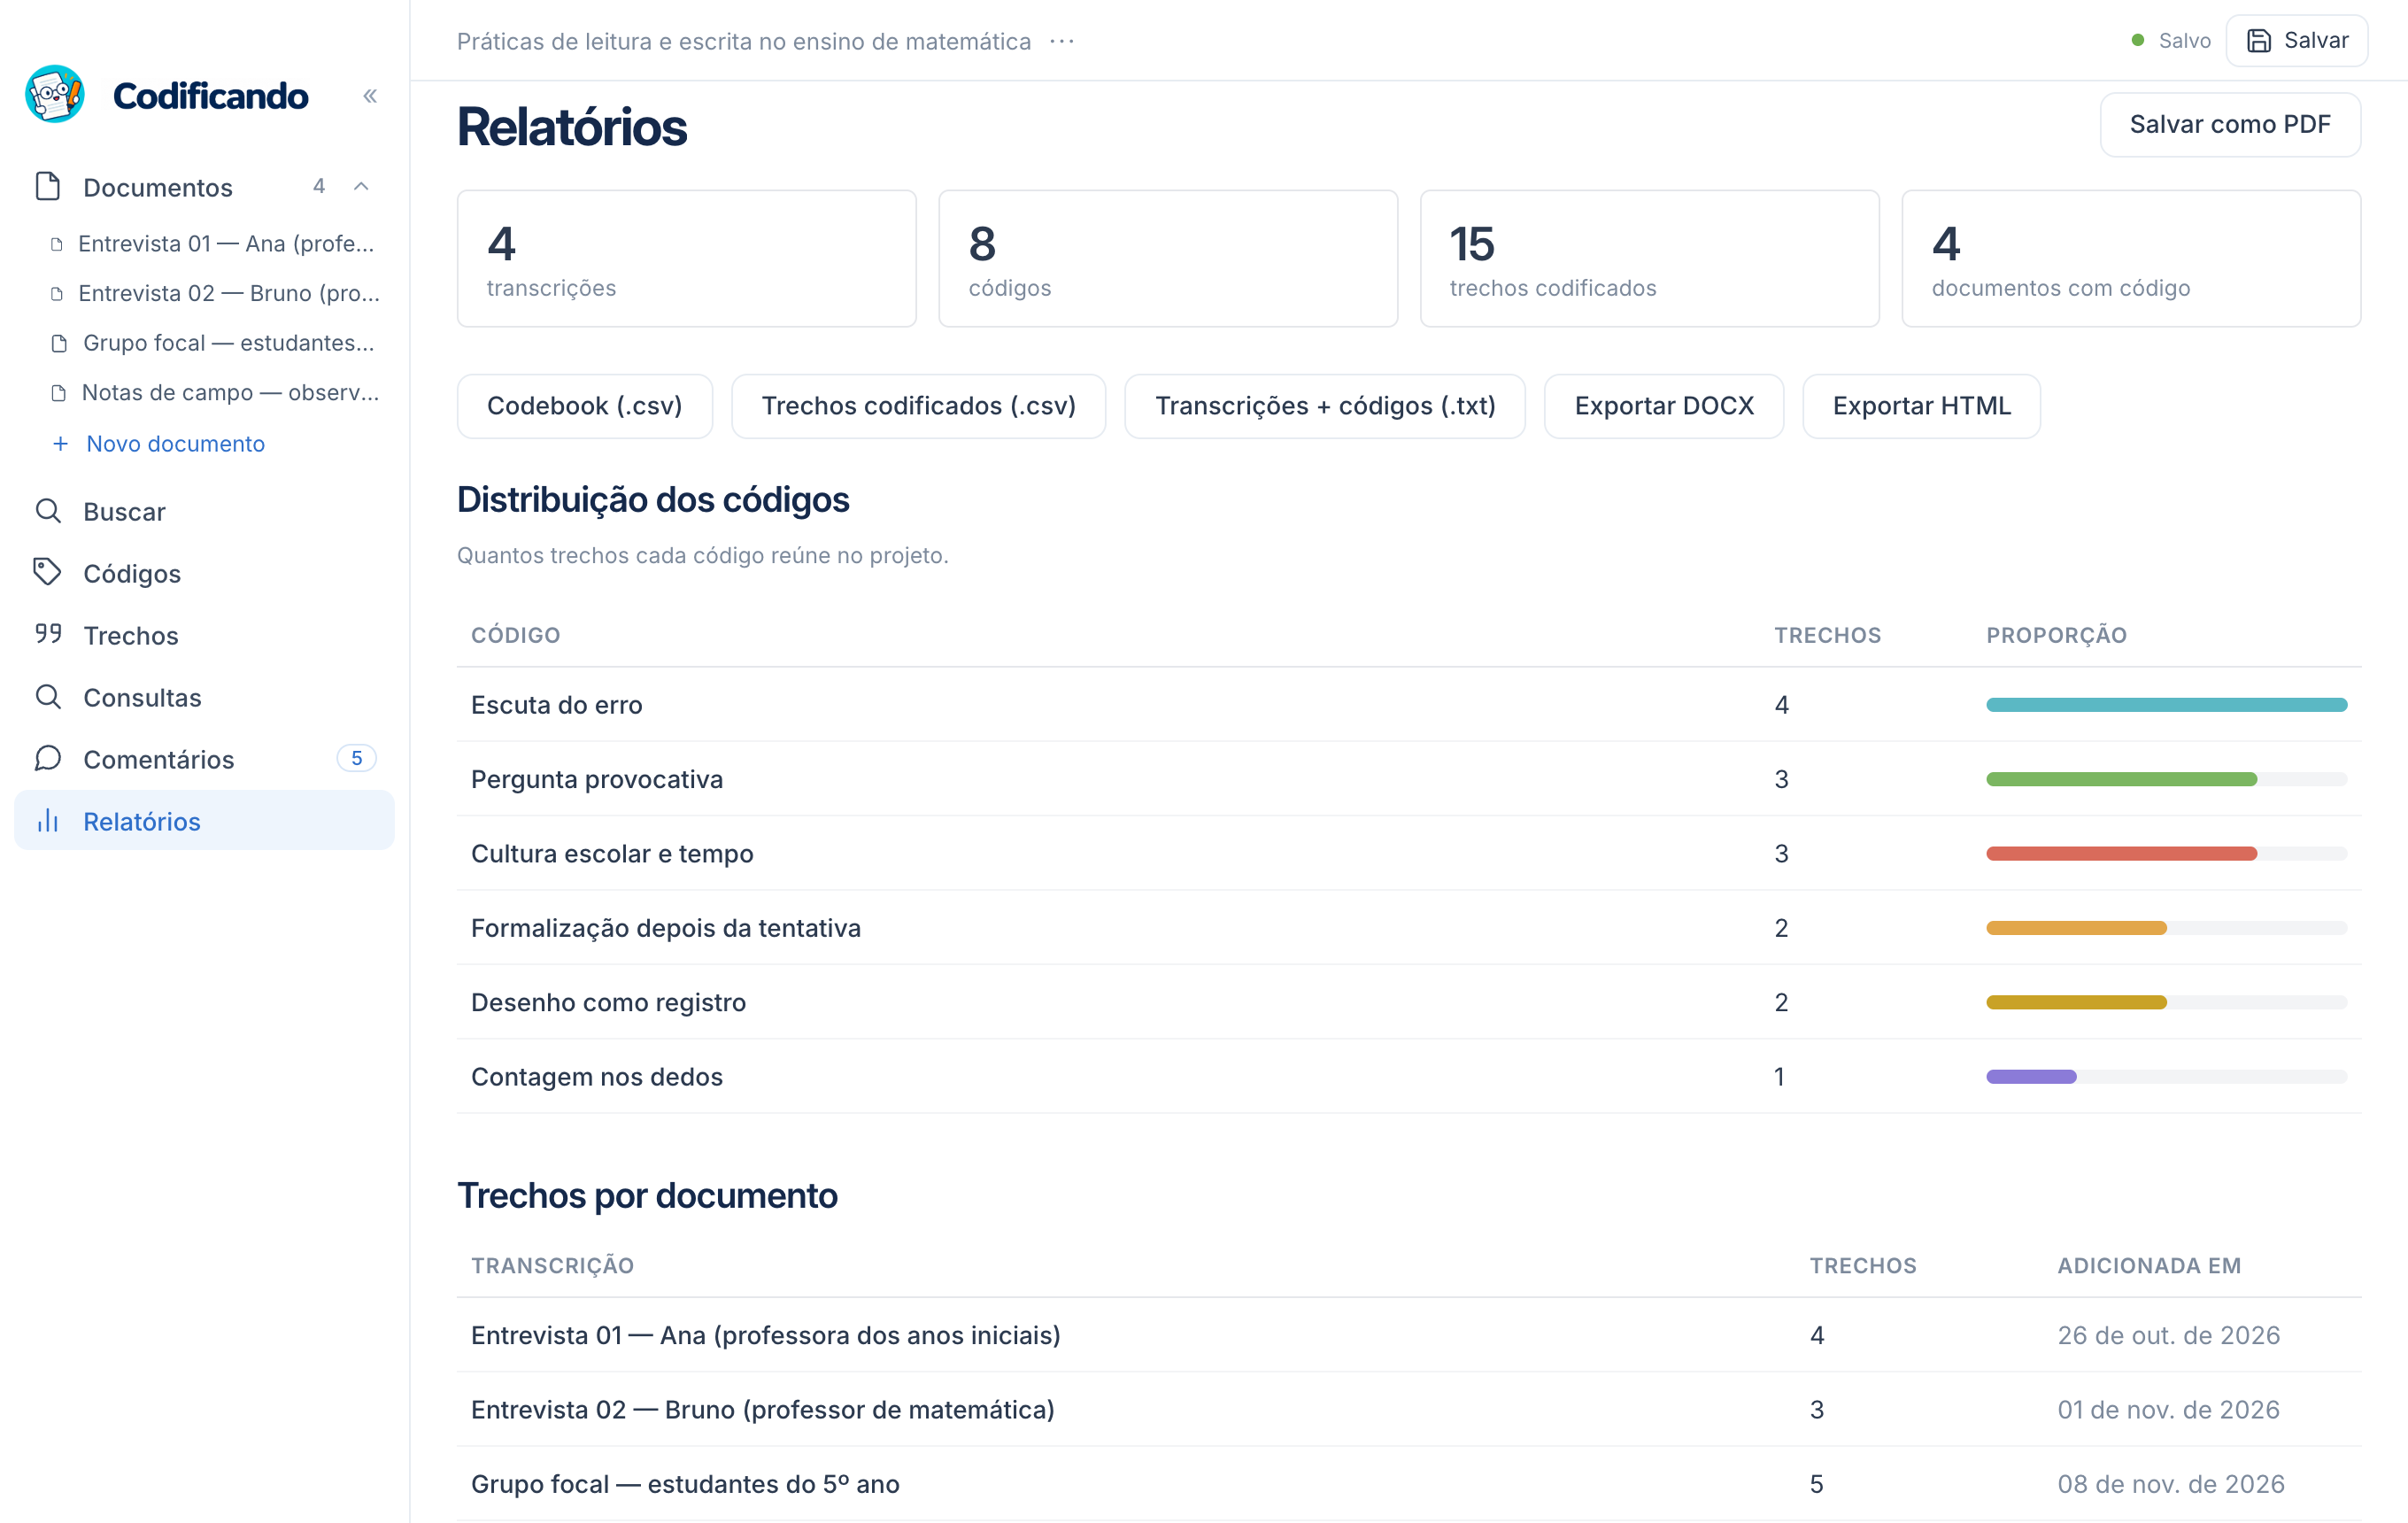 Codificando
«
Documentos 4
Entrevista 01 — Ana (profe...
Entrevista 02 — Bruno (pro...
Grupo focal — estudantes...
Notas de campo — observ...
+ Novo documento
Buscar
Códigos
Trechos
Consultas
Comentários 5
Relatórios
Práticas de leitura e escrita no ensino de matemática ···
Salvo
Salvar
Relatórios
Salvar como PDF
4
transcrições
8
códigos
15
trechos codificados
4
documentos com código
Codebook (.csv)
Trechos codificados (.csv)
Transcrições + códigos (.txt)
Exportar DOCX
Exportar HTML
Distribuição dos códigos
Quantos trechos cada código reúne no projeto.
CÓDIGO TRECHOS PROPORÇÃO
Escuta do erro 4
Pergunta provocativa 3
Cultura escolar e tempo 3
Formalização depois da tentativa 2
Desenho como registro 2
Contagem nos dedos 1
Trechos por documento
TRANSCRIÇÃO TRECHOS ADICIONADA EM
Entrevista 01 — Ana (professora dos anos iniciais) 4 26 de out. de 2026
Entrevista 02 — Bruno (professor de matemática) 3 01 de nov. de 2026
Grupo focal — estudantes do 5º ano 5 08 de nov. de 2026